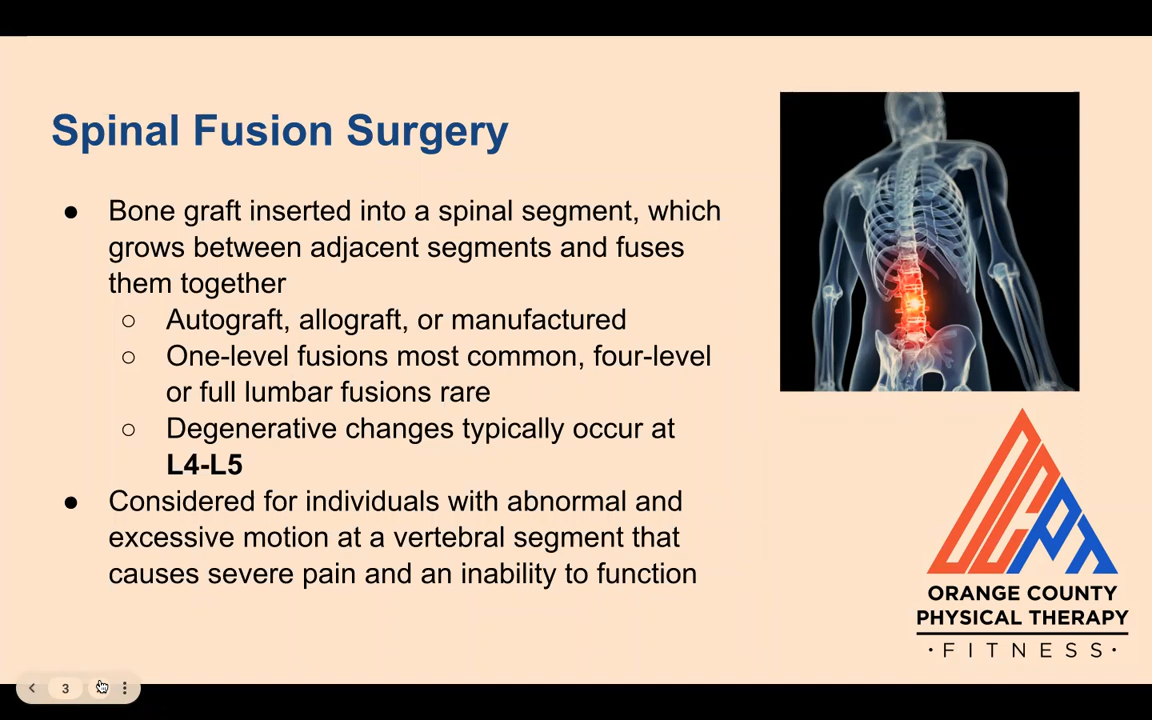 Spinal Fusion Surgery
● Bone graft inserted into a spinal segment, which
grows between adjacent segments and fuses
them together
○ Autograft, allograft, or manufactured
○ One-level fusions most common, four-level
or full lumbar fusions rare
○ Degenerative changes typically occur at
L4-L5
● Considered for individuals with abnormal and
excessive motion at a vertebral segment that
causes severe pain and an inability to function
OCPT
ORANGE COUNTY
PHYSICAL THERAPY
·FITNESS·
3